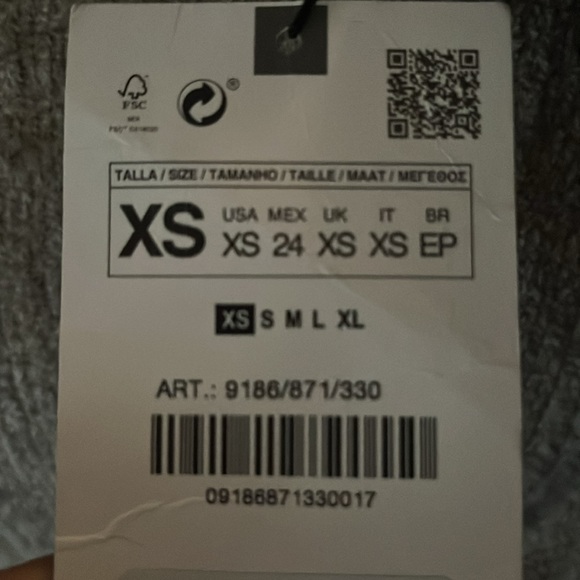 ®
FSC
TALLA / SIZE / TAMANHO / TAILLE / MAAT / ΜΕΓΕΘΟΣ
XS
USA MEX UK IT BR
XS 24 XS XS EP
XS S M L XL
ART.: 9186/871/330
09186871330017